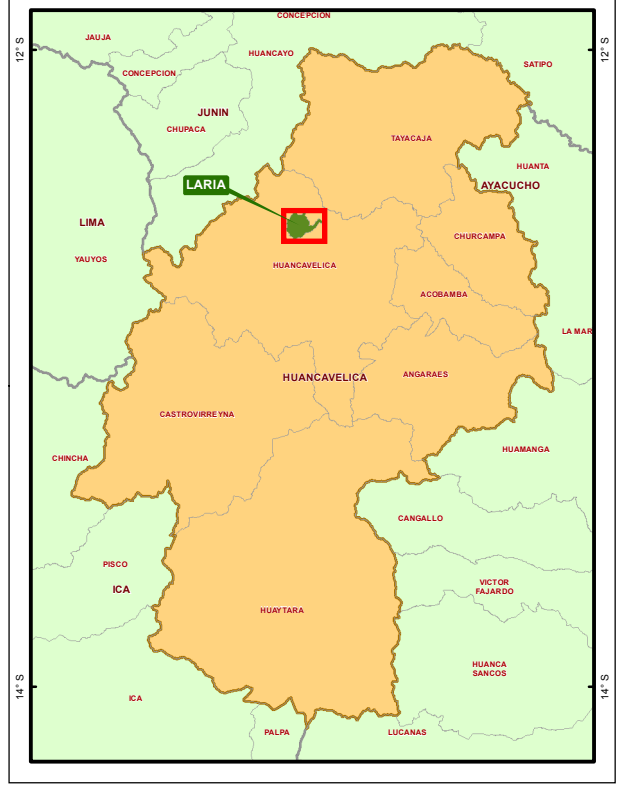 CONCEPCION
JAUJA
HUANCAYO
12° S
12° S
SATIPO
CONCEPCION
JUNIN
CHUPACA
TAYACAJA
HUANTA
LARIA
AYACUCHO
LIMA
CHURCAMPA
YAUYOS
HUANCAVELICA
ACOBAMBA
LA MAR
HUANCAVELICA
ANGARAES
CASTROVIRREYNA
CHINCHA
HUAMANGA
CANGALLO
PISCO
ICA
VICTOR
FAJARDO
HUAYTARA
HUANCA
SANCOS
14° S
14° S
ICA
PALPA
LUCANAS